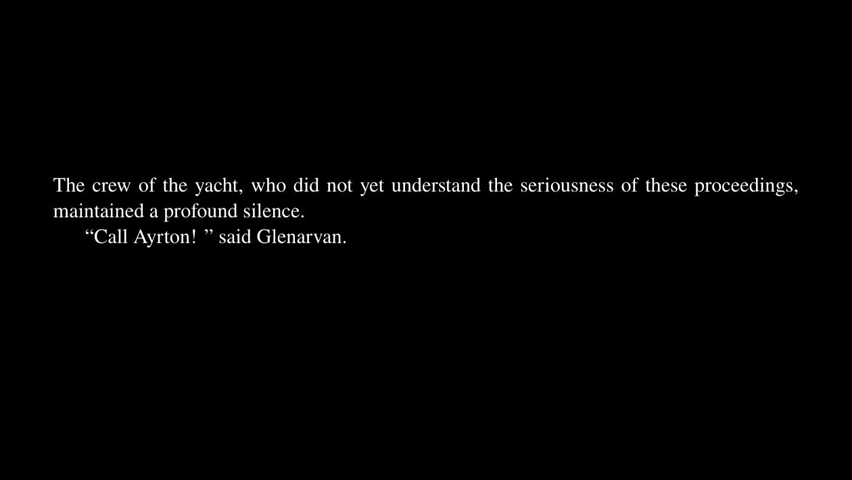 The crew of the yacht, who did not yet understand the seriousness of these proceedings,
maintained a profound silence.
“Call Ayrton! ” said Glenarvan.